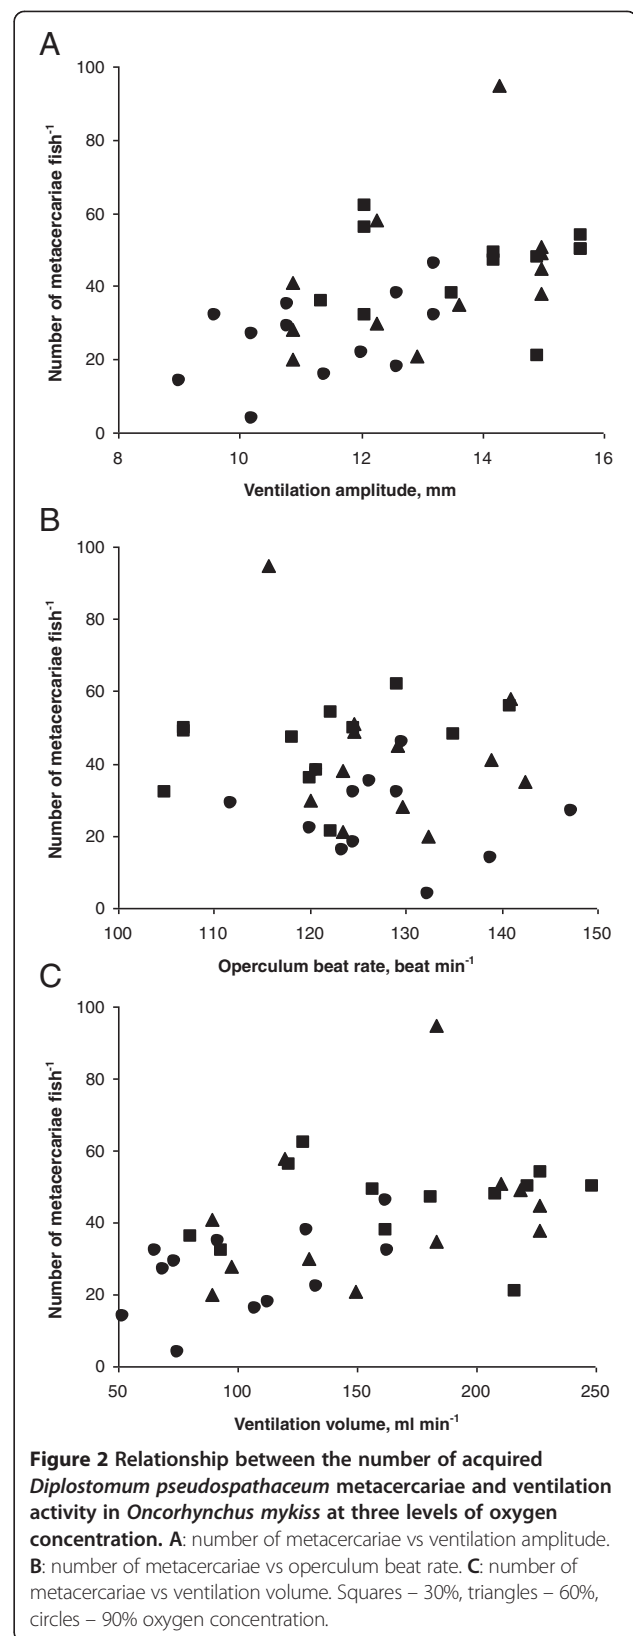 A
100
80
60
40
20
0
Number of metacercariae fish-1
8 10 12 14 16
Ventilation amplitude, mm
B
100
80
60
40
20
0
Number of metacercariae fish-1
100 110 120 130 140 150
Operculum beat rate, beat min-1
C
100
80
60
40
20
0
Number of metacercariae fish-1
50 100 150 200 250
Ventilation volume, ml min-1
Figure 2 Relationship between the number of acquired
Diplostomum pseudospathaceum metacercariae and ventilation
activity in Oncorhynchus mykiss at three levels of oxygen
concentration. A: number of metacercariae vs ventilation amplitude.
B: number of metacercariae vs operculum beat rate. C: number of
metacercariae vs ventilation volume. Squares – 30%, triangles – 60%,
circles – 90% oxygen concentration.